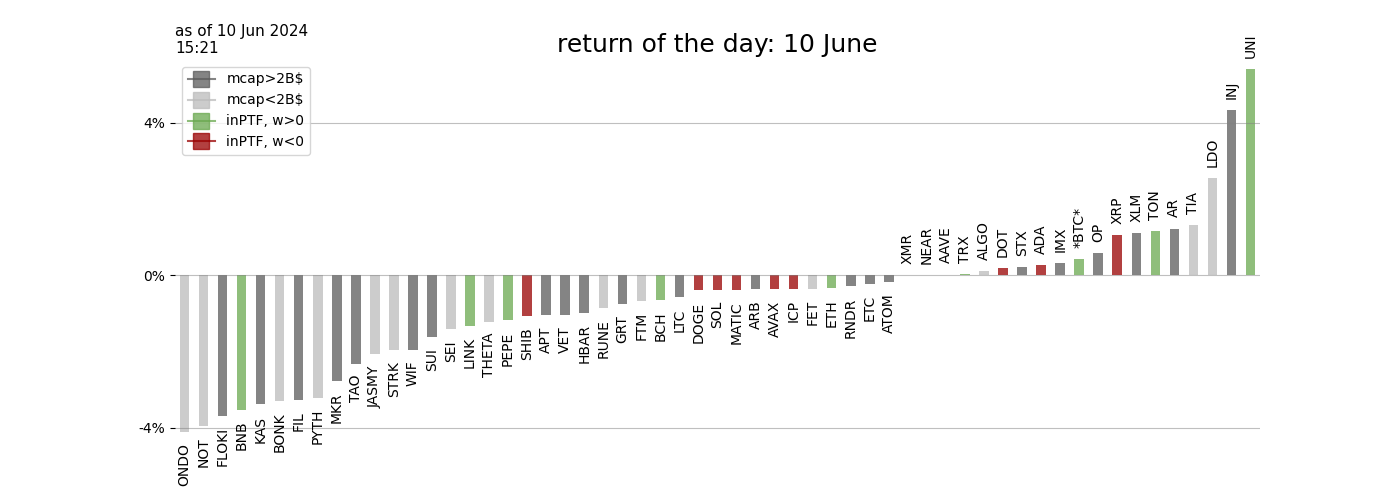 as of 10 Jun 2024
15:21
return of the day: 10 June
mcap>2B$
mcap<2B$
inPTF, w>0
inPTF, w<0
4%
0%
-4%
ONDO
NOT
FLOKI
BNB
KAS
BONK
FIL
PYTH
MKR
TAO
JASMY
STRK
WIF
SUI
SEI
LINK
THETA
PEPE
SHIB
APT
VET
HBAR
RUNE
GRT
FTM
BCH
LTC
DOGE
SOL
MATIC
ARB
AVAX
ICP
FET
ETH
RNDR
ETC
ATOM
XMR
NEAR
AAVE
TRX
ALGO
DOT
STX
ADA
IMX
*BTC*
OP
XRP
XLM
TON
AR
TIA
LDO
INJ
UNI